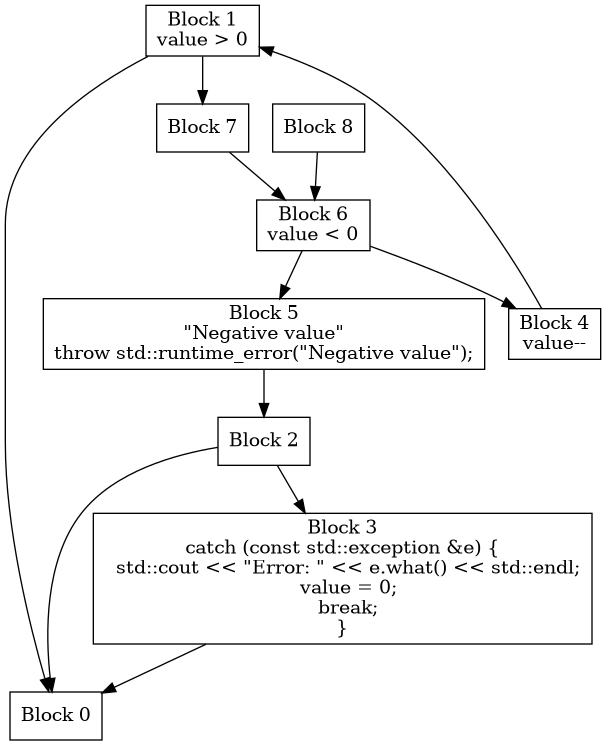 Block 1
value > 0
Block 7
Block 8
Block 6
value < 0
Block 5
"Negative value"
throw std::runtime_error("Negative value");
Block 4
value--
Block 2
Block 3
catch (const std::exception &e) {
std::cout << "Error: " << e.what() << std::endl;
value = 0;
break;
}
Block 0